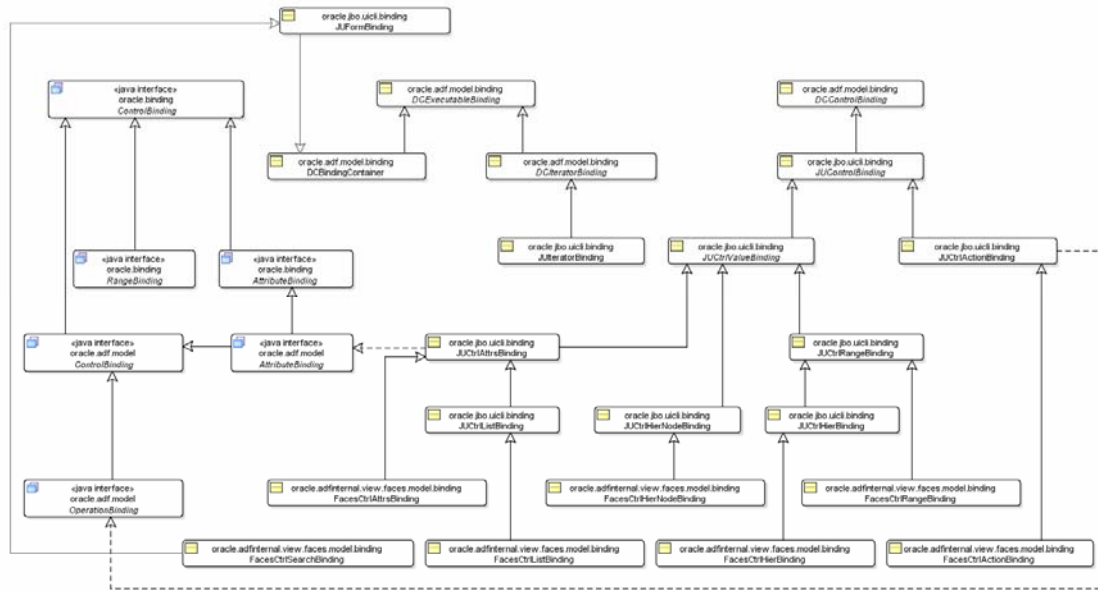 oracle.jbo.uicli.binding
JUFormBinding
«java interface»
oracle.binding
ControlBinding
oracle.adf.model.binding
DCExecutableBinding
oracle.adf.model.binding
DCControlBinding
oracle.adf.model.binding
DCBindingContainer
oracle.adf.model.binding
DCIteratorBinding
oracle.jbo.uicli.binding
JUControlBinding
«java interface»
oracle.binding
RangeBinding
«java interface»
oracle.binding
AttributeBinding
oracle.jbo.uicli.binding
JUIteratorBinding
oracle.jbo.uicli.binding
JUCtrlValueBinding
oracle.jbo.uicli.binding
JUCtrlActionBinding
«java interface»
oracle.adf.model
ControlBinding
«java interface»
oracle.adf.model
AttributeBinding
oracle.jbo.uicli.binding
JUCtrlAttrsBinding
oracle.jbo.uicli.binding
JUCtrlRangeBinding
oracle.jbo.uicli.binding
JUCtrlListBinding
oracle.jbo.uicli.binding
JUCtrlHierNodeBinding
oracle.jbo.uicli.binding
JUCtrlHierBinding
«java interface»
oracle.adf.model
OperationBinding
oracle.adfinternal.view.faces.model.binding
FacesCtrlAttrsBinding
oracle.adfinternal.view.faces.model.binding
FacesCtrlHierNodeBinding
oracle.adfinternal.view.faces.model.binding
FacesCtrlRangeBinding
oracle.adfinternal.view.faces.model.binding
FacesCtrlSearchBinding
oracle.adfinternal.view.faces.model.binding
FacesCtrlListBinding
oracle.adfinternal.view.faces.model.binding
FacesCtrlHierBinding
oracle.adfinternal.view.faces.model.binding
FacesCtrlActionBinding